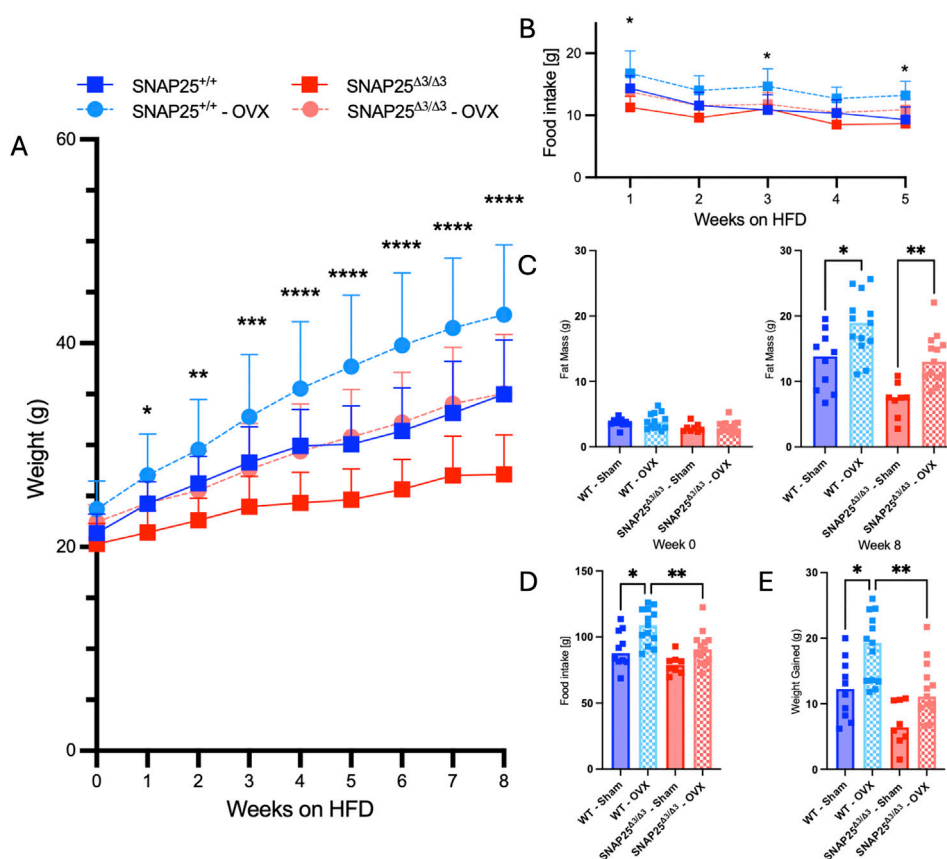 SNAP25+/+
SNAP25Δ3/Δ3
SNAP25+/+ - OVX
SNAP25Δ3/Δ3 - OVX
A
60
40
20
0
Weight (g)
*
**
***
****
****
****
****
****
0 1 2 3 4 5 6 7 8
Weeks on HFD
B
Food intake [g]
20
10
0
*
*
*
1 2 3 4 5
Weeks on HFD
C
Fat Mass (g)
30
20
10
0
WT - Sham
WT - OVX
SNAP25Δ3/Δ3 - Sham
SNAP25Δ3/Δ3 - OVX
Week 0
Fat Mass (g)
30
20
10
0
*
**
WT - Sham
WT - OVX
SNAP25Δ3/Δ3 - Sham
SNAP25Δ3/Δ3 - OVX
Week 8
D
Food intake [g]
150
100
50
0
*
**
WT - Sham
WT - OVX
SNAP25Δ3/Δ3 - Sham
SNAP25Δ3/Δ3 - OVX
E
Weight Gained (g)
30
20
10
0
*
**
WT - Sham
WT - OVX
SNAP25Δ3/Δ3 - Sham
SNAP25Δ3/Δ3 - OVX